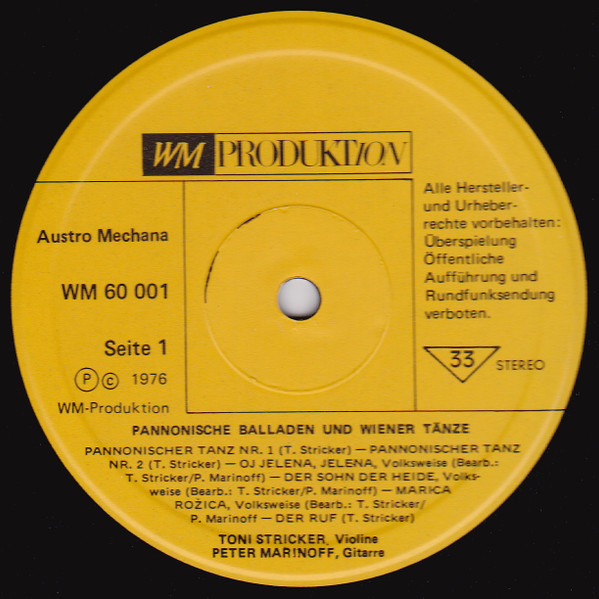 WM PRODUKTION
Austro Mechana
WM 60 001
Seite 1
Ⓟ © 1976
WM-Produktion
Alle Hersteller-
und Urheber-
rechte vorbehalten:
Überspielung
Öffentliche
Aufführung und
Rundfunksendung
verboten.
33 STEREO
PANNONISCHE BALLADEN UND WIENER TÄNZE
PANNONISCHER TANZ NR. 1 (T. Stricker) — PANNONISCHER TANZ
NR. 2 (T. Stricker) — OJ JELENA, JELENA, Volksweise (Bearb.:
T. Stricker/P. Marinoff) — DER SOHN DER HEIDE, Volks-
weise (Bearb.: T. Stricker/P. Marinoff) — MARICA
ROŽICA, Volksweise (Bearb.: T. Stricker/
P. Marinoff — DER RUF (T. Stricker)
TONI STRICKER, Violine
PETER MARINOFF, Gitarre